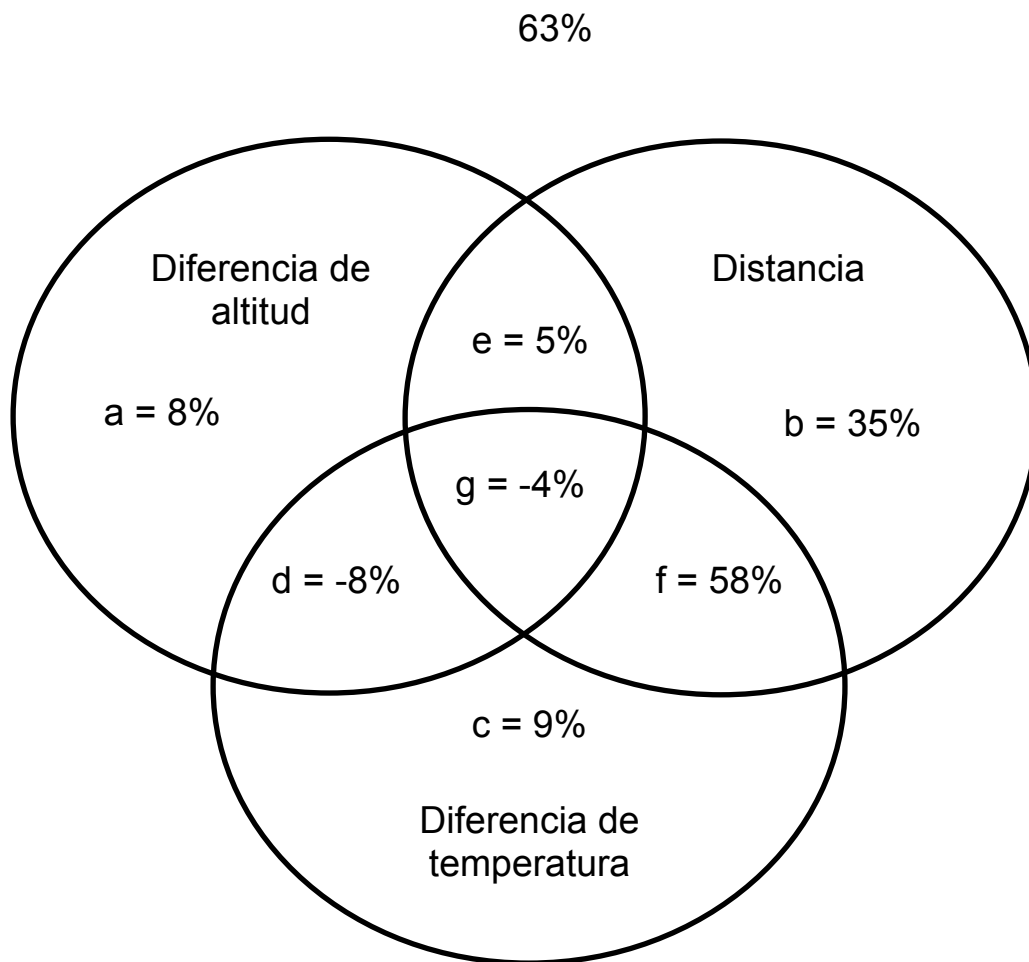 63%
Diferencia de
altitud
Distancia
e = 5%
a = 8%
b = 35%
g = -4%
d = -8%
f = 58%
c = 9%
Diferencia de
temperatura